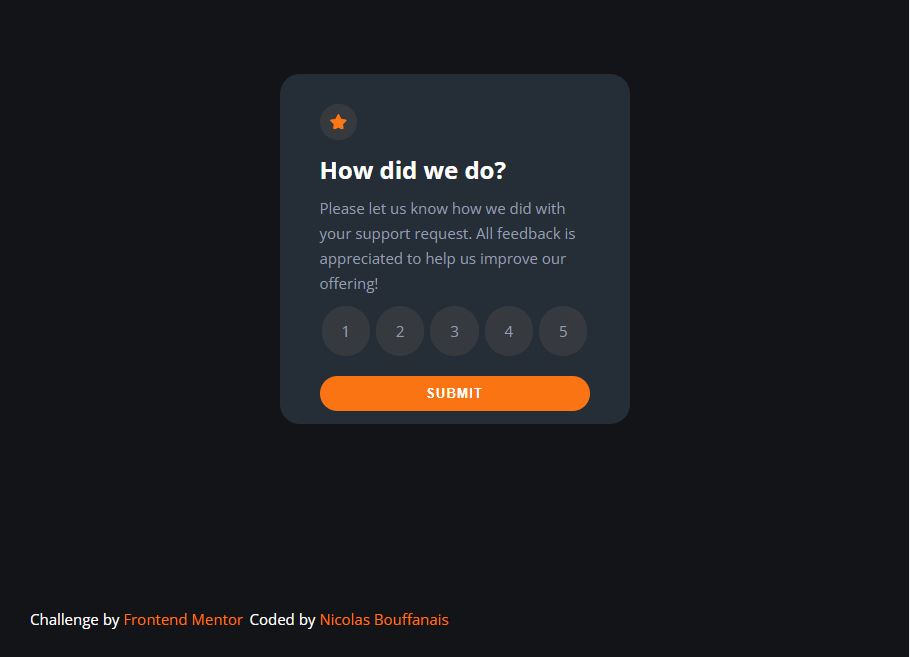 How did we do?
Please let us know how we did with
your support request. All feedback is
appreciated to help us improve our
offering!
1 2 3 4 5
SUBMIT
Challenge by Frontend Mentor Coded by Nicolas Bouffanais